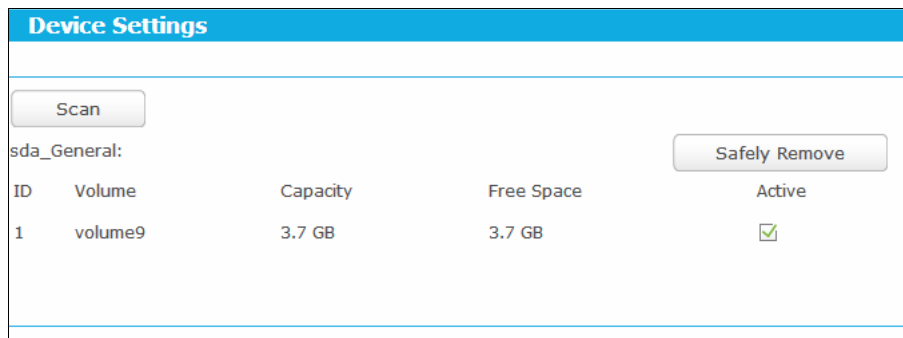 Device Settings
Scan
sda_General:
Safely Remove
ID Volume Capacity Free Space Active
1 volume9 3.7 GB 3.7 GB